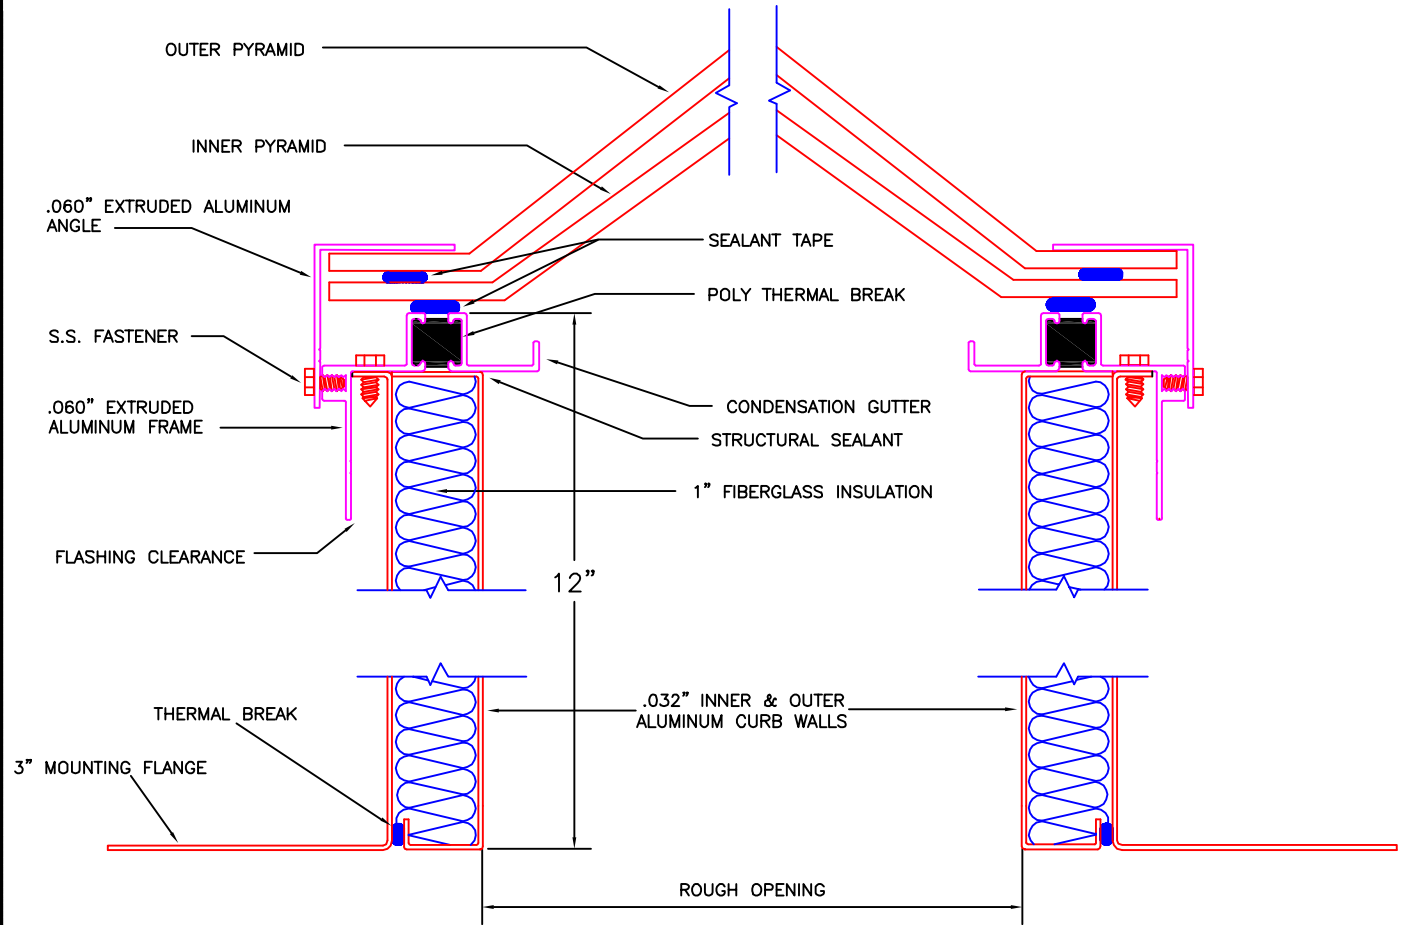 OUTER PYRAMID
INNER PYRAMID
.060” EXTRUDED ALUMINUM
ANGLE
SEALANT TAPE
POLY THERMAL BREAK
S.S. FASTENER
.060” EXTRUDED
ALUMINUM FRAME
CONDENSATION GUTTER
STRUCTURAL SEALANT
1” FIBERGLASS INSULATION
FLASHING CLEARANCE
12”
.032” INNER & OUTER
ALUMINUM CURB WALLS
THERMAL BREAK
3” MOUNTING FLANGE
ROUGH OPENING